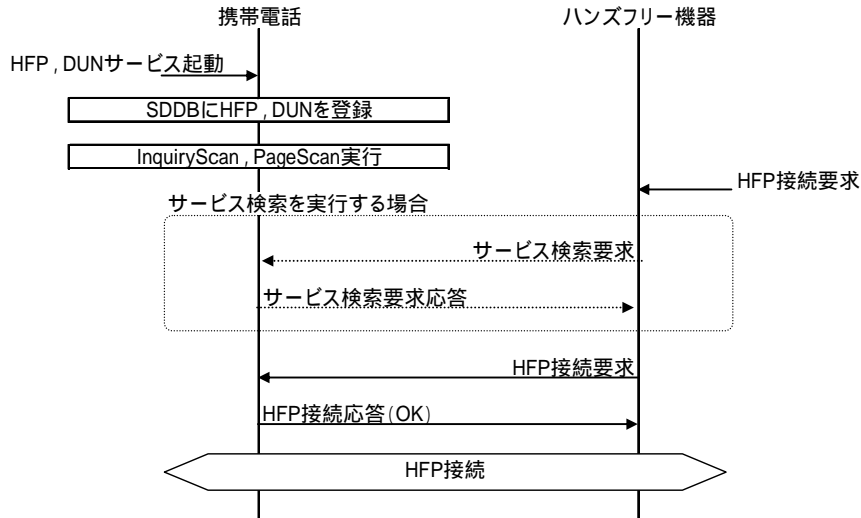 携帯電話
ハンズフリー機器
HFP,DUNサービス起動
SDDBにHFP,DUNを登録
InquiryScan,PageScan実行
HFP接続要求
サービス検索を実行する場合
サービス検索要求
サービス検索要求応答
HFP接続要求
HFP接続応答(OK)
HFP接続